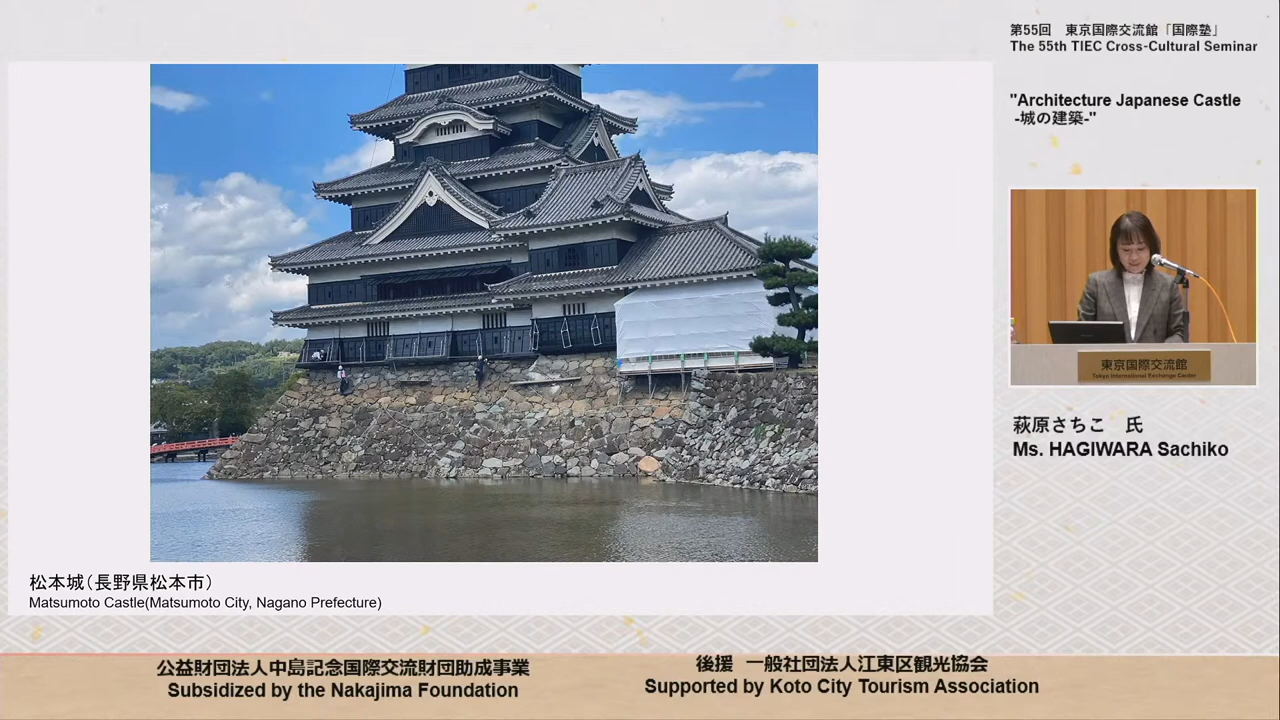 第55回　東京国際交流館「国際塾」
The 55th TIEC Cross-Cultural Seminar
"Architecture Japanese Castle
-城の建築-"
東京国際交流館
Tokyo International Exchange Center
萩原さちこ　氏
Ms. HAGIWARA Sachiko
松本城（長野県松本市）
Matsumoto Castle(Matsumoto City, Nagano Prefecture)
公益財団法人中島記念国際交流財団助成事業
Subsidized by the Nakajima Foundation
後援　一般社団法人江東区観光協会
Supported by Koto City Tourism Association